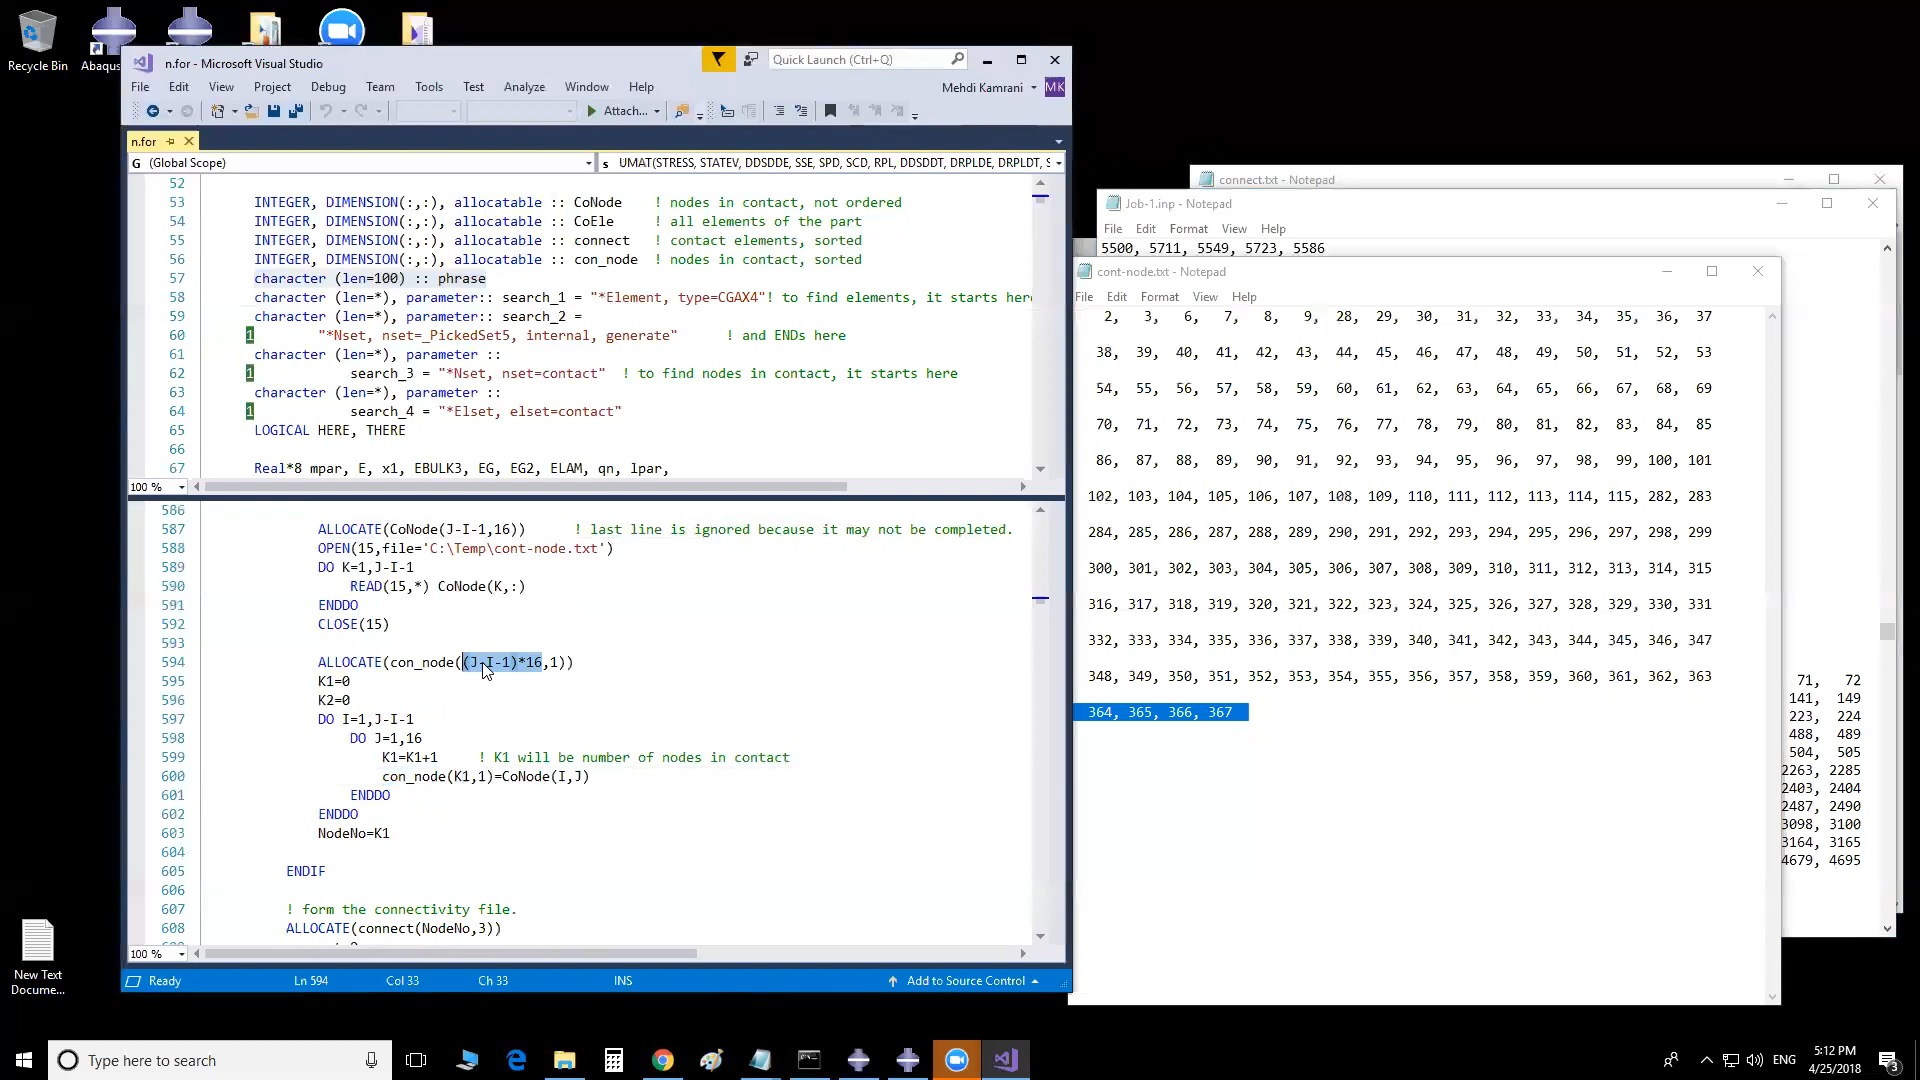 Recycle Bin
Abaqus
n.for - Microsoft Visual Studio
Quick Launch (Ctrl+Q)
File Edit View Project Debug Team Tools Test Analyze Window Help
Mehdi Kamrani MK
Attach...
n.for
(Global Scope)
UMAT(STRESS, STATEV, DDSDDE, SSE, SPD, SCD, RPL, DDSDDT, DRPLDE, DRPLDT, S
52
53 INTEGER, DIMENSION(:,:), allocatable :: CoNode ! nodes in contact, not ordered
54 INTEGER, DIMENSION(:,:), allocatable :: CoEle ! all elements of the part
55 INTEGER, DIMENSION(:,:), allocatable :: connect ! contact elements, sorted
56 INTEGER, DIMENSION(:,:), allocatable :: con_node ! nodes in contact, sorted
57 character (len=100) :: phrase
58 character (len=*), parameter:: search_1 = "*Element, type=CGAX4"! to find elements, it starts here
59 character (len=*), parameter:: search_2 =
60 1 "*Nset, nset=_PickedSet5, internal, generate" ! and ENDs here
61 character (len=*), parameter ::
62 1 search_3 = "*Nset, nset=contact" ! to find nodes in contact, it starts here
63 character (len=*), parameter ::
64 1 search_4 = "*Elset, elset=contact"
65 LOGICAL HERE, THERE
66
67 Real*8 mpar, E, x1, EBULK3, EG, EG2, ELAM, qn, lpar,
100 %
586
587 ALLOCATE(CoNode(J-I-1,16)) ! last line is ignored because it may not be completed.
588 OPEN(15,file='C:\Temp\cont-node.txt')
589 DO K=1,J-I-1
590 READ(15,*) CoNode(K,:)
591 ENDDO
592 CLOSE(15)
593
594 ALLOCATE(con_node((J-I-1)*16,1))
595 K1=0
596 K2=0
597 DO I=1,J-I-1
598 DO J=1,16
599 K1=K1+1 ! K1 will be number of nodes in contact
600 con_node(K1,1)=CoNode(I,J)
601 ENDDO
602 ENDDO
603 NodeNo=K1
604
605 ENDIF
606
607 ! form the connectivity file.
608 ALLOCATE(connect(NodeNo,3))
100 %
Ready Ln 594 Col 33 Ch 33 INS Add to Source Control
connect.txt - Notepad
Job-1.inp - Notepad
File Edit Format View Help
5500, 5711, 5549, 5723, 5586
cont-node.txt - Notepad
File Edit Format View Help
2, 3, 6, 7, 8, 9, 28, 29, 30, 31, 32, 33, 34, 35, 36, 37
38, 39, 40, 41, 42, 43, 44, 45, 46, 47, 48, 49, 50, 51, 52, 53
54, 55, 56, 57, 58, 59, 60, 61, 62, 63, 64, 65, 66, 67, 68, 69
70, 71, 72, 73, 74, 75, 76, 77, 78, 79, 80, 81, 82, 83, 84, 85
86, 87, 88, 89, 90, 91, 92, 93, 94, 95, 96, 97, 98, 99, 100, 101
102, 103, 104, 105, 106, 107, 108, 109, 110, 111, 112, 113, 114, 115, 282, 283
284, 285, 286, 287, 288, 289, 290, 291, 292, 293, 294, 295, 296, 297, 298, 299
300, 301, 302, 303, 304, 305, 306, 307, 308, 309, 310, 311, 312, 313, 314, 315
316, 317, 318, 319, 320, 321, 322, 323, 324, 325, 326, 327, 328, 329, 330, 331
332, 333, 334, 335, 336, 337, 338, 339, 340, 341, 342, 343, 344, 345, 346, 347
348, 349, 350, 351, 352, 353, 354, 355, 356, 357, 358, 359, 360, 361, 362, 363
364, 365, 366, 367
71, 72
141, 149
223, 224
488, 489
504, 505
2263, 2285
2403, 2404
2487, 2490
3098, 3100
3164, 3165
4679, 4695
New Text
Docume...
Type here to search
ENG
5:12 PM
4/25/2018
3